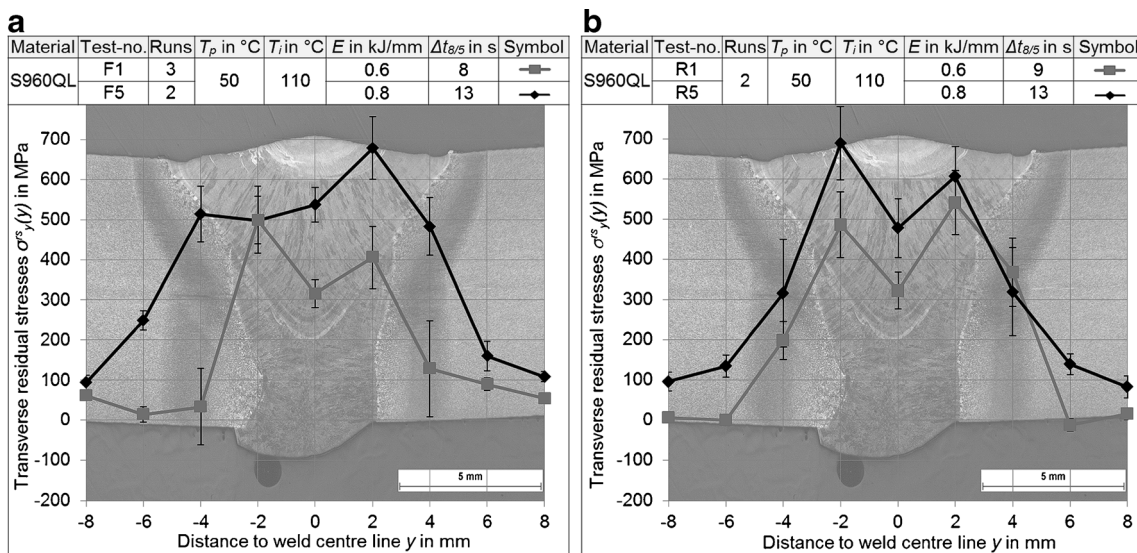 a
Material Test-no. Runs Tp in °C Ti in °C E in kJ/mm Δt8/5 in s Symbol
S960QL F1 3 50 110 0.6 8
F5 2 0.8 13
Transverse residual stresses σ^rs_y(y) in MPa
700
600
500
400
300
200
100
0
-100
-200
5 mm
-8 -6 -4 -2 0 2 4 6 8
Distance to weld centre line y in mm
b
Material Test-no. Runs Tp in °C Ti in °C E in kJ/mm Δt8/5 in s Symbol
S960QL R1 2 50 110 0.6 9
R5 0.8 13
Transverse residual stresses σ^rs_y(y) in MPa
700
600
500
400
300
200
100
0
-100
-200
5 mm
-8 -6 -4 -2 0 2 4 6 8
Distance to weld centre line y in mm